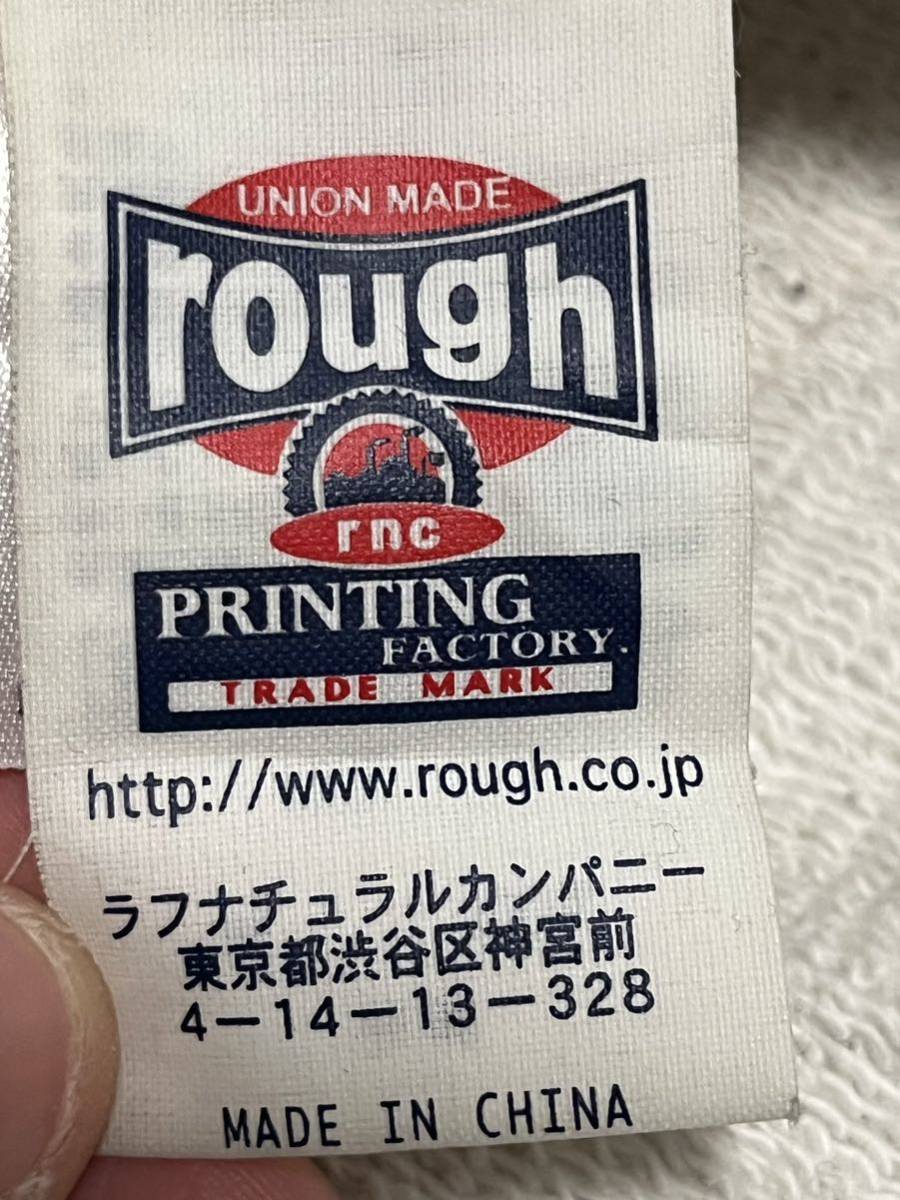 UNION MADE
rough
rnc
PRINTING
FACTORY.
TRADE MARK
http://www.rough.co.jp
ラフナチュラルカンパニー
東京都渋谷区神宮前
4-14-13-328
MADE IN CHINA